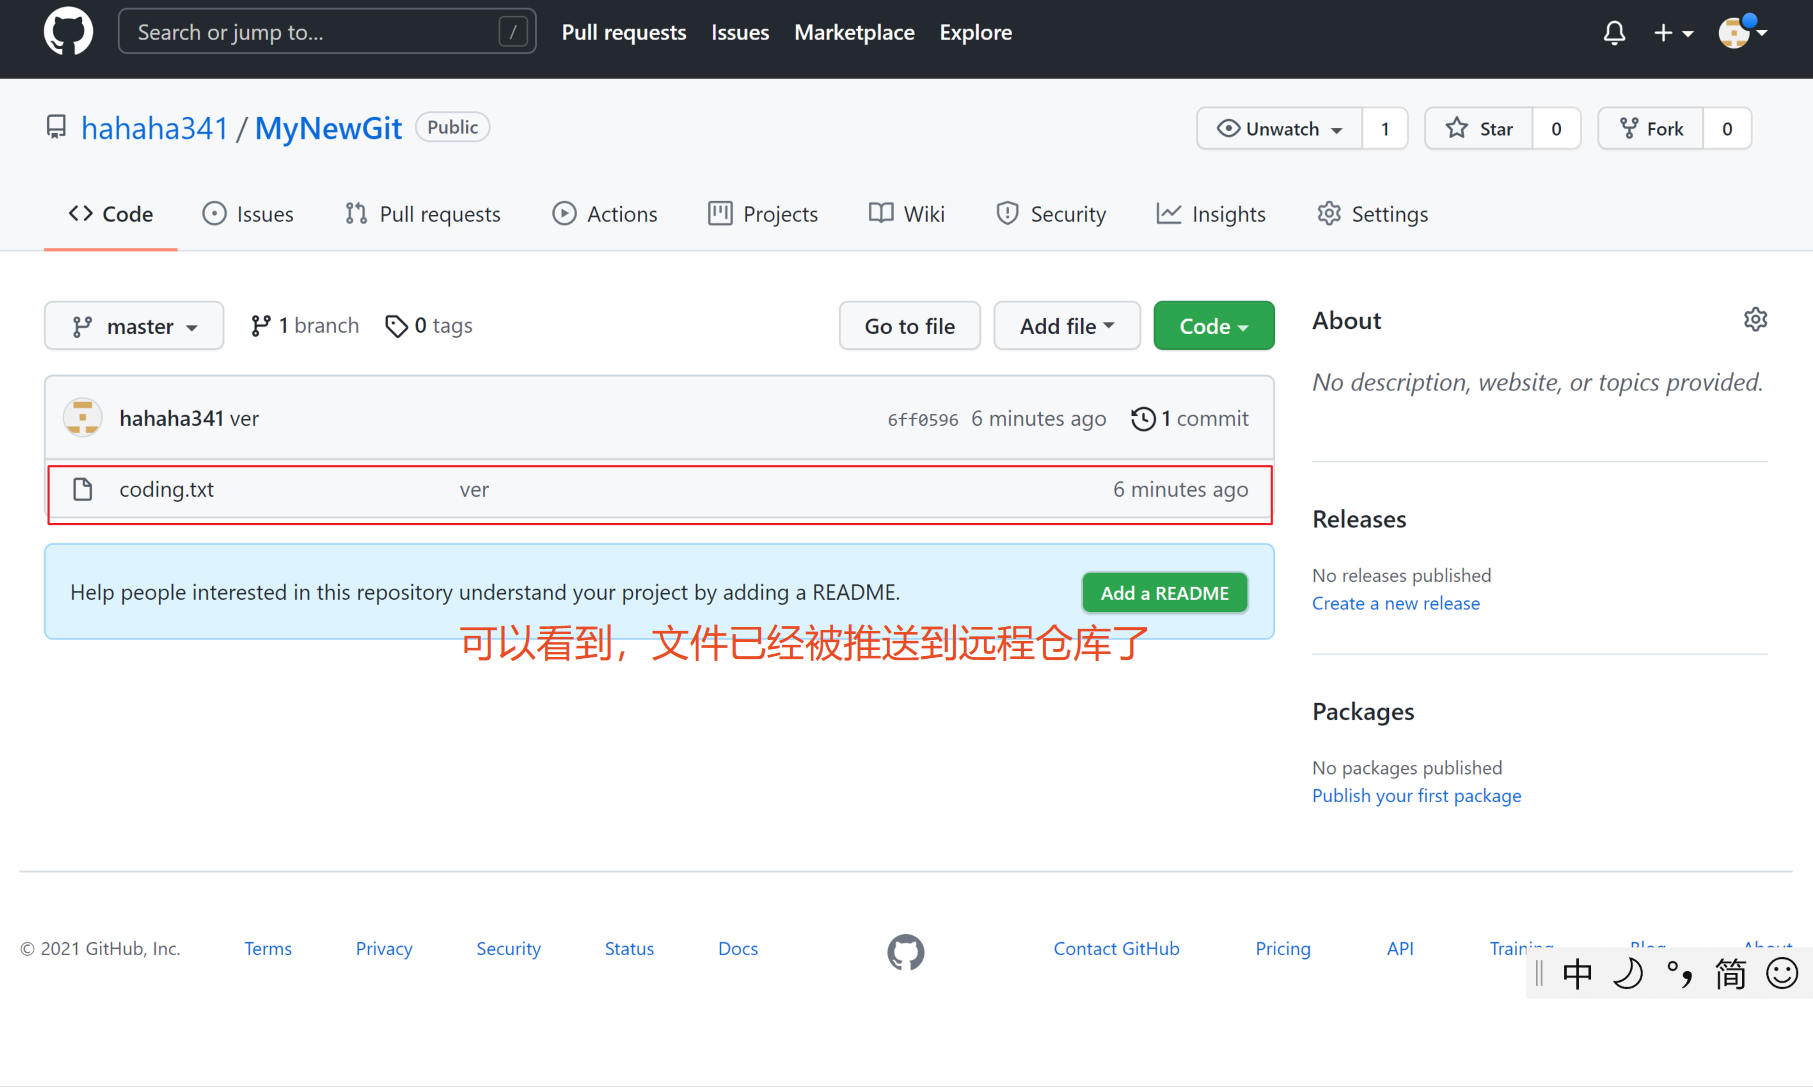 Search or jump to... /
Pull requests Issues Marketplace Explore
hahaha341 / MyNewGit Public
Unwatch 1 Star 0 Fork 0
Code Issues Pull requests Actions Projects Wiki Security Insights Settings
master 1 branch 0 tags Go to file Add file Code
hahaha341 ver 6ff0596 6 minutes ago 1 commit
coding.txt ver 6 minutes ago
Help people interested in this repository understand your project by adding a README. Add a README
可以看到，文件已经被推送到远程仓库了
About
No description, website, or topics provided.
Releases
No releases published
Create a new release
Packages
No packages published
Publish your first package
© 2021 GitHub, Inc. Terms Privacy Security Status Docs Contact GitHub Pricing API Training Blog About
中 °, 简